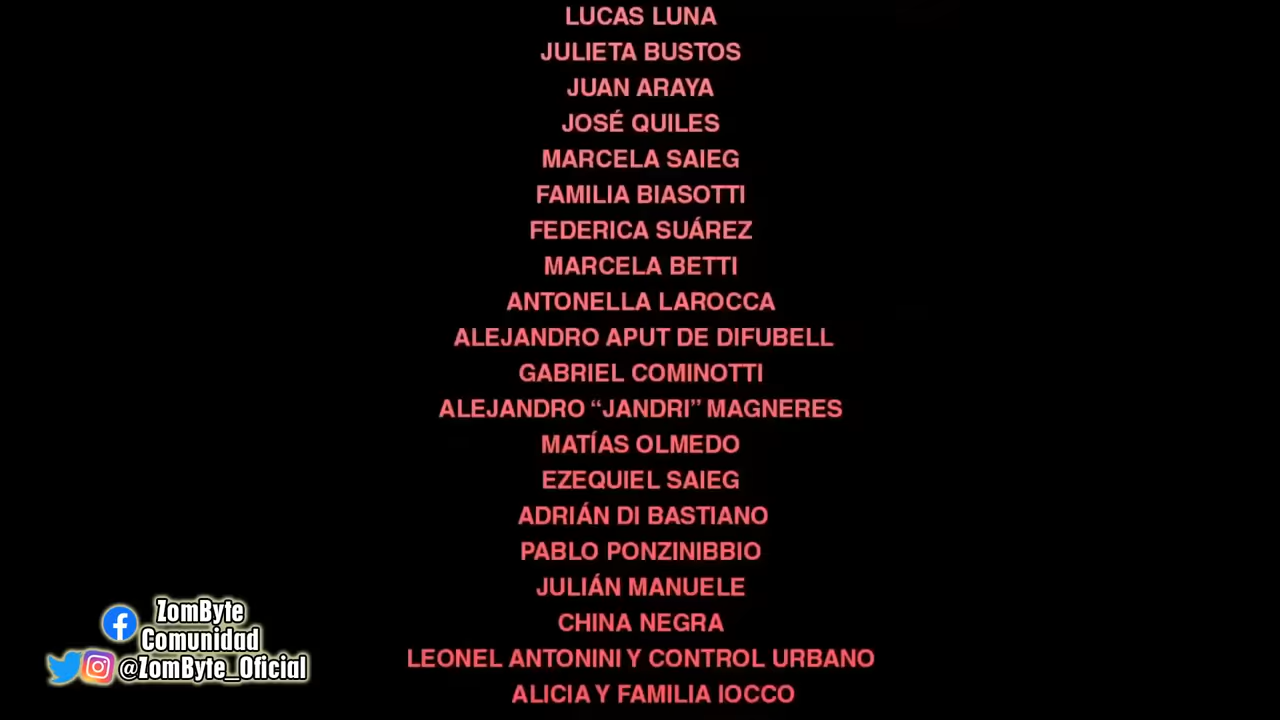 LUCAS LUNA
JULIETA BUSTOS
JUAN ARAYA
JOSÉ QUILES
MARCELA SAIEG
FAMILIA BIASOTTI
FEDERICA SUÁREZ
MARCELA BETTI
ANTONELLA LAROCCA
ALEJANDRO APUT DE DIFUBELL
GABRIEL COMINOTTI
ALEJANDRO “JANDRI” MAGNERES
MATÍAS OLMEDO
EZEQUIEL SAIEG
ADRIÁN DI BASTIANO
PABLO PONZINIBBIO
JULIÁN MANUELE
CHINA NEGRA
LEONEL ANTONINI Y CONTROL URBANO
ALICIA Y FAMILIA IOCCO
ZomByte
Comunidad
@ZomByte_Oficial